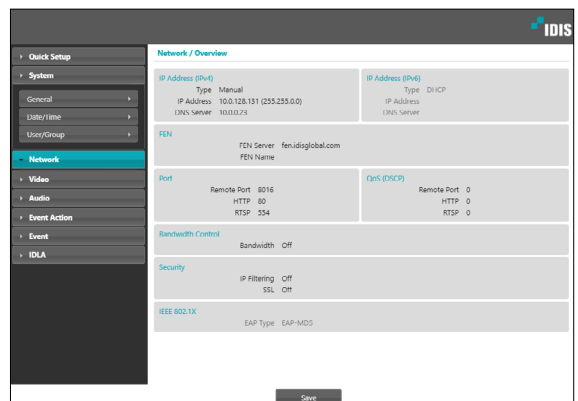 IDIS
Quick Setup
System
General
Date/Time
User/Group
Network
Video
Audio
Event Action
Event
IDLA
Network / Overview
IP Address (IPv4)
Type Manual
IP Address 10.0.128.131 (255.255.0.0)
DNS Server 10.0.0.23
IP Address (IPv6)
Type DHCP
IP Address
DNS Server
FEN
FEN Server fen.idisglobal.com
FEN Name
Port
Remote Port 8016
HTTP 80
RTSP 554
QoS (DSCP)
Remote Port 0
HTTP 0
RTSP 0
Bandwidth Control
Bandwidth Off
Security
IP Filtering Off
SSL Off
IEEE 802.1X
EAP Type EAP-MD5
Save